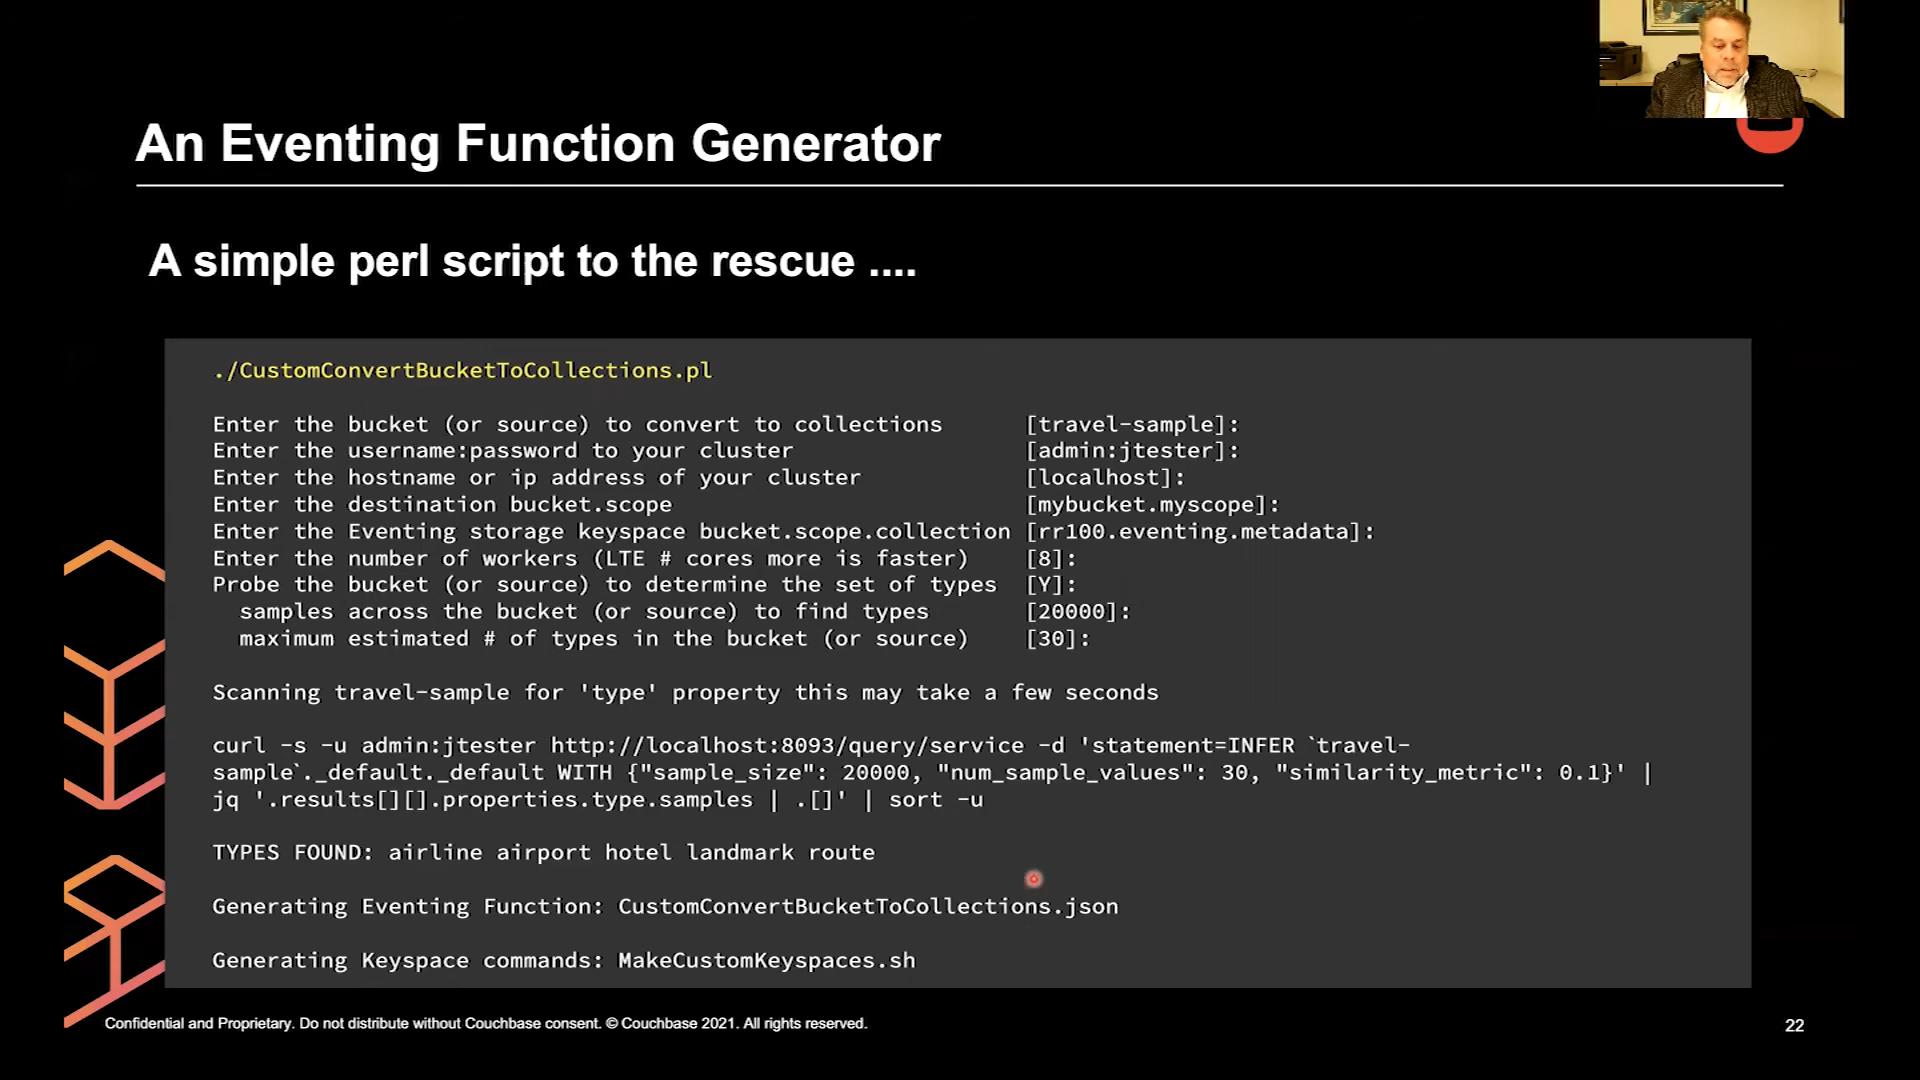 An Eventing Function Generator
A simple perl script to the rescue ....
./CustomConvertBucketToCollections.pl
Enter the bucket (or source) to convert to collections [travel-sample]:
Enter the username:password to your cluster [admin:jtester]:
Enter the hostname or ip address of your cluster [localhost]:
Enter the destination bucket.scope [mybucket.myscope]:
Enter the Eventing storage keyspace bucket.scope.collection [rr100.eventing.metadata]:
Enter the number of workers (LTE # cores more is faster) [8]:
Probe the bucket (or source) to determine the set of types [Y]:
samples across the bucket (or source) to find types [20000]:
maximum estimated # of types in the bucket (or source) [30]:
Scanning travel-sample for 'type' property this may take a few seconds
curl -s -u admin:jtester http://localhost:8093/query/service -d 'statement=INFER `travel-
sample`._default._default WITH {"sample_size": 20000, "num_sample_values": 30, "similarity_metric": 0.1}' |
jq '.results[][].properties.type.samples | .[]' | sort -u
TYPES FOUND: airline airport hotel landmark route
Generating Eventing Function: CustomConvertBucketToCollections.json
Generating Keyspace commands: MakeCustomKeyspaces.sh
Confidential and Proprietary. Do not distribute without Couchbase consent. © Couchbase 2021. All rights reserved.
22